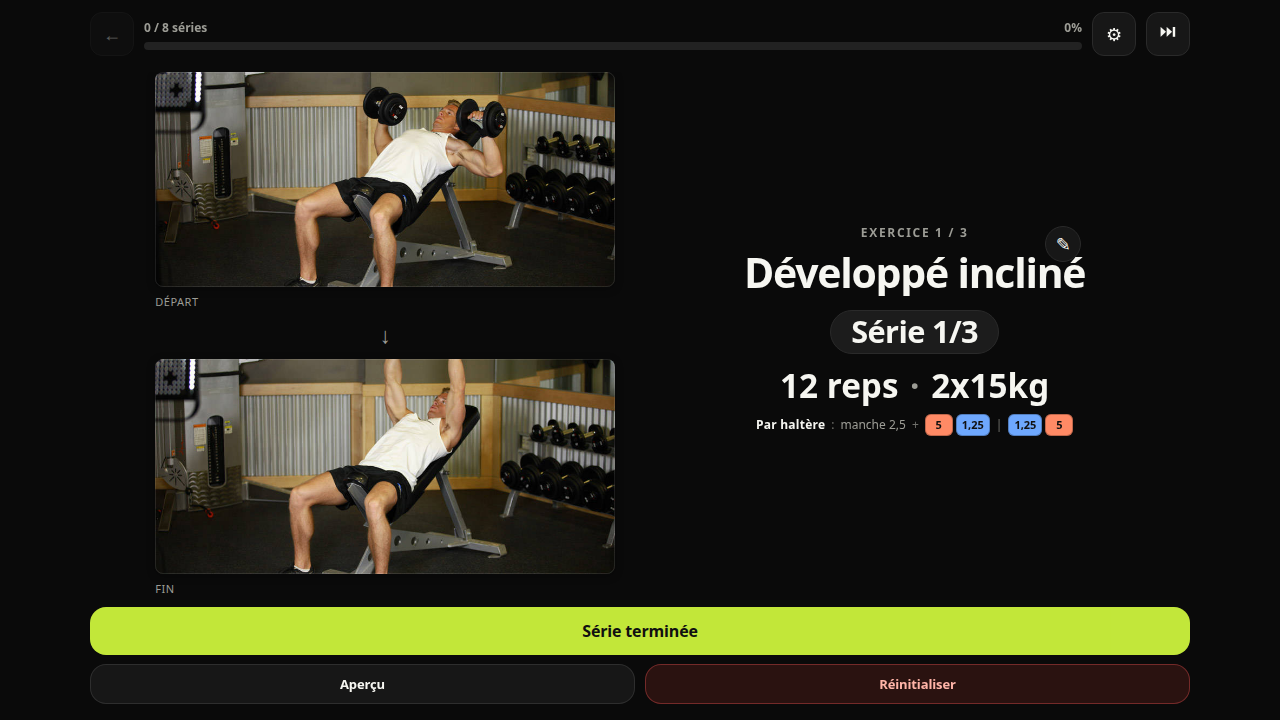 ←
0 / 8 séries
0%
⚙
⏭
DÉPART
↓
FIN
EXERCICE 1 / 3
✎
Développé incliné
Série 1/3
12 reps · 2x15kg
Par haltère : manche 2,5 + 5 1,25 | 1,25 5
Série terminée
Aperçu
Réinitialiser